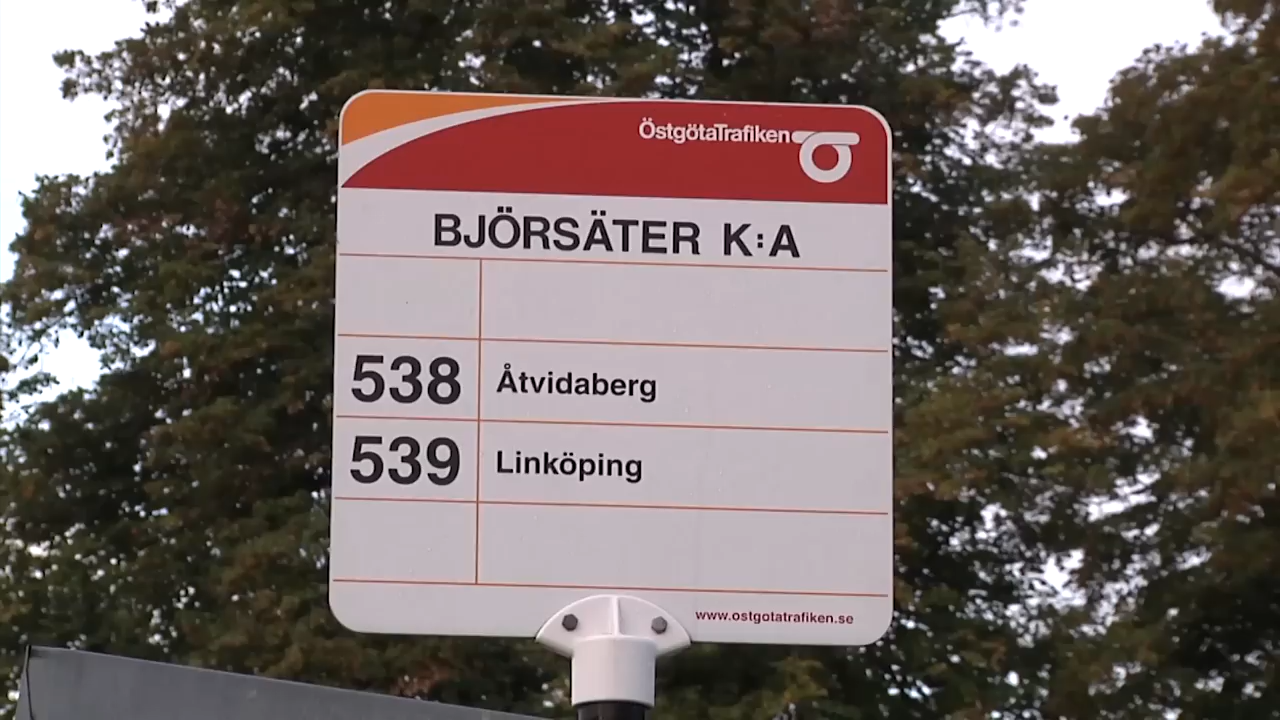 ÖstgötaTrafiken
BJÖRSÄTER K:A
538 Åtvidaberg
539 Linköping
www.ostgotatrafiken.se